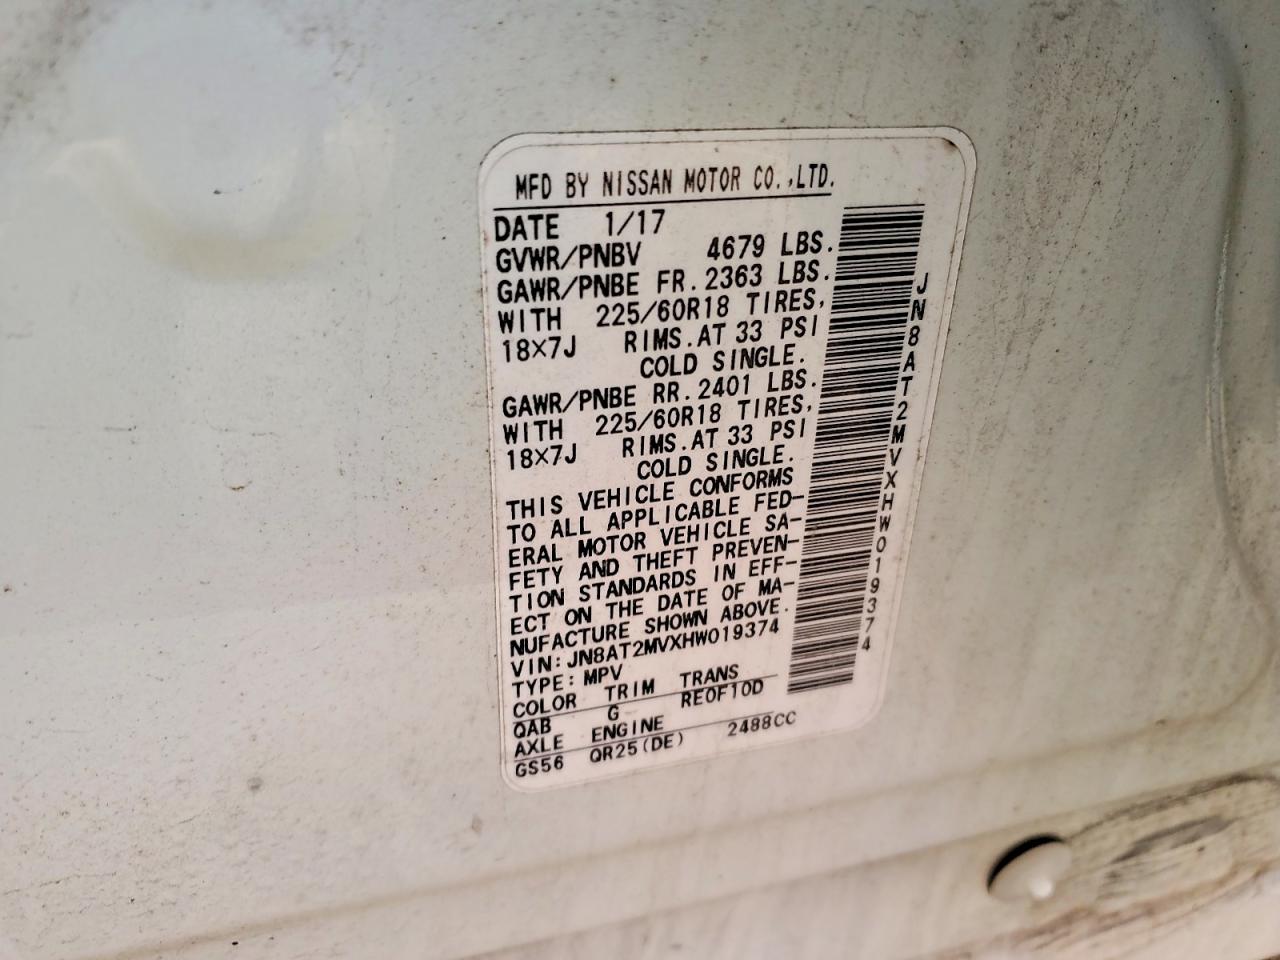 MFD BY NISSAN MOTOR CO.,LTD.
DATE 1/17
GVWR/PNBV 4679 LBS.
GAWR/PNBE FR.2363 LBS.
WITH 225/60R18 TIRES,
18×7J RIMS.AT 33 PSI
COLD SINGLE.
GAWR/PNBE RR.2401 LBS.
WITH 225/60R18 TIRES,
18×7J RIMS.AT 33 PSI
COLD SINGLE.
THIS VEHICLE CONFORMS
TO ALL APPLICABLE FED-
ERAL MOTOR VEHICLE SA-
FETY AND THEFT PREVEN-
TION STANDARDS IN EFF-
ECT ON THE DATE OF MA-
NUFACTURE SHOWN ABOVE.
VIN:JN8AT2MVXHW019374
TYPE:MPV
COLOR TRIM TRANS
QAB G RE0F10D
AXLE ENGINE
GS56 QR25(DE) 2488CC
JN8AT2MVXHW019374